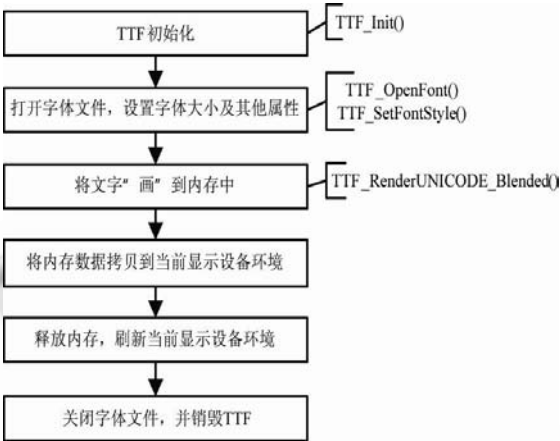 TTF初始化
TTF_Init()
打开字体文件，设置字体大小及其他属性
TTF_OpenFont()
TTF_SetFontStyle()
将文字“ 画”到内存中
TTF_RenderUNICODE_Blended()
将内存数据拷贝到当前显示设备环境
释放内存，刷新当前显示设备环境
关闭字体文件，并销毁TTF